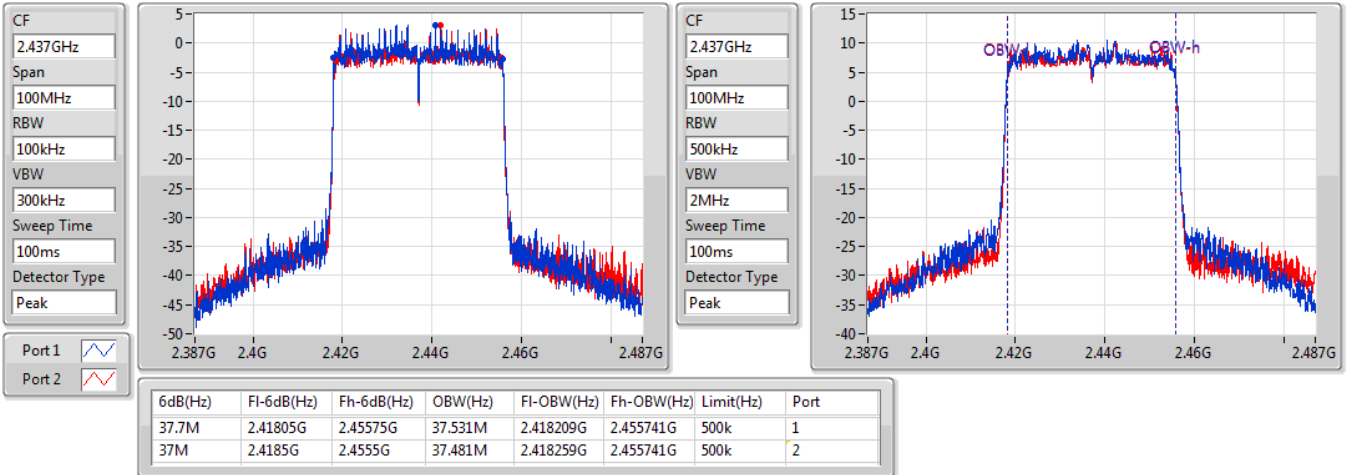 CF
2.437GHz
Span
100MHz
RBW
100kHz
VBW
300kHz
Sweep Time
100ms
Detector Type
Peak
Port 1
Port 2
5
0
-5
-10
-15
-20
-25
-30
-35
-40
-45
-50
2.387G 2.4G 2.42G 2.44G 2.46G 2.487G
CF
2.437GHz
Span
100MHz
RBW
500kHz
VBW
2MHz
Sweep Time
100ms
Detector Type
Peak
15
10
5
0
-5
-10
-15
-20
-25
-30
-35
-40
OBW- OBW-h
2.387G 2.4G 2.42G 2.44G 2.46G 2.487G
6dB(Hz) Fl-6dB(Hz) Fh-6dB(Hz) OBW(Hz) Fl-OBW(Hz) Fh-OBW(Hz) Limit(Hz) Port
37.7M 2.41805G 2.45575G 37.531M 2.418209G 2.455741G 500k 1
37M 2.4185G 2.4555G 37.481M 2.418259G 2.455741G 500k 2